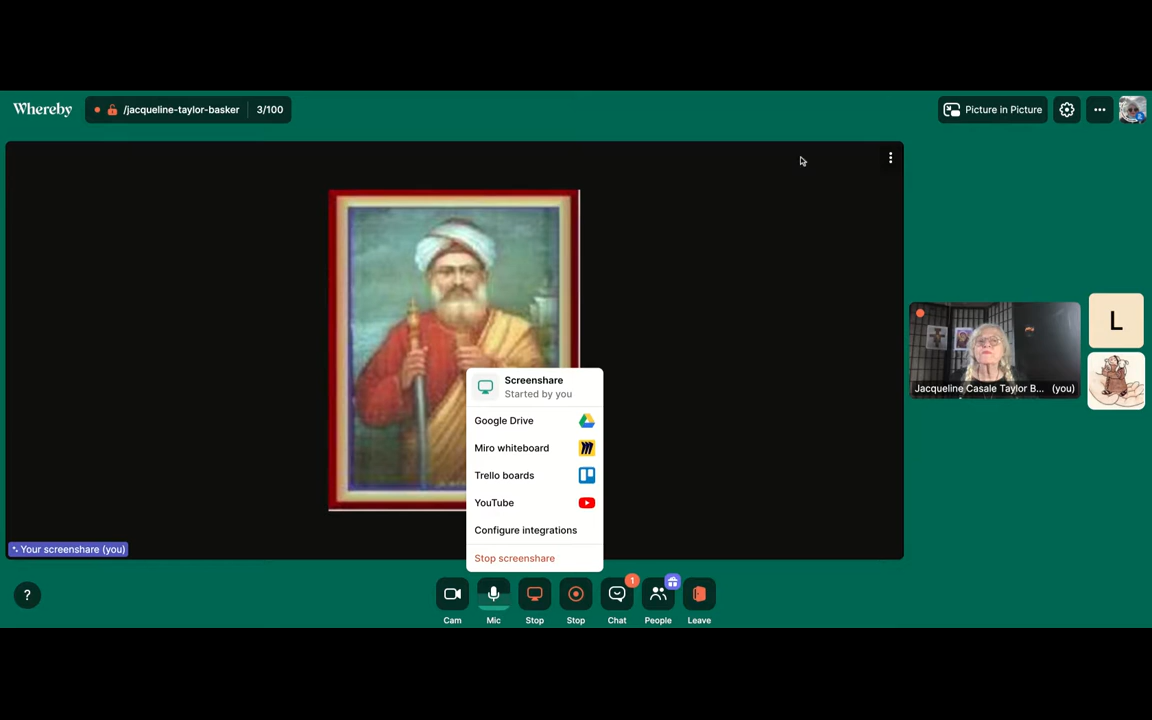 Whereby
/jacqueline-taylor-basker 3/100
Picture in Picture
Jacqueline Casale Taylor B... (you)
L
Screenshare
Started by you
Google Drive
Miro whiteboard
Trello boards
YouTube
Configure integrations
Stop screenshare
Your screenshare (you)
?
1
Cam Mic Stop Stop Chat People Leave